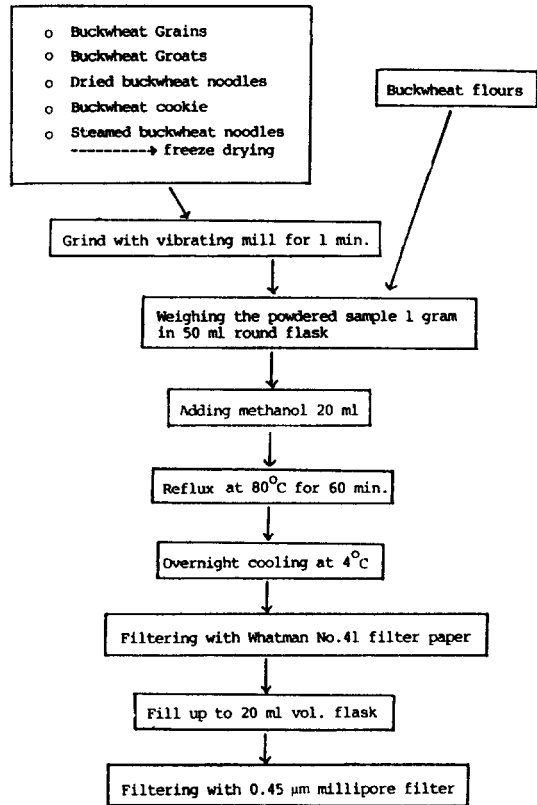 o Buckwheat Grains
o Buckwheat Groats
o Dried buckwheat noodles
o Buckwheat cookie
o Steamed buckwheat noodles
----------→ freeze drying
Buckwheat flours
Grind with vibrating mill for 1 min.
Weighing the powdered sample 1 gram
in 50 ml round flask
Adding methanol 20 ml
Reflux at 80°C for 60 min.
Overnight cooling at 4°C
Filtering with Whatman No.41 filter paper
Fill up to 20 ml vol. flask
Filtering with 0.45 μm millipore filter